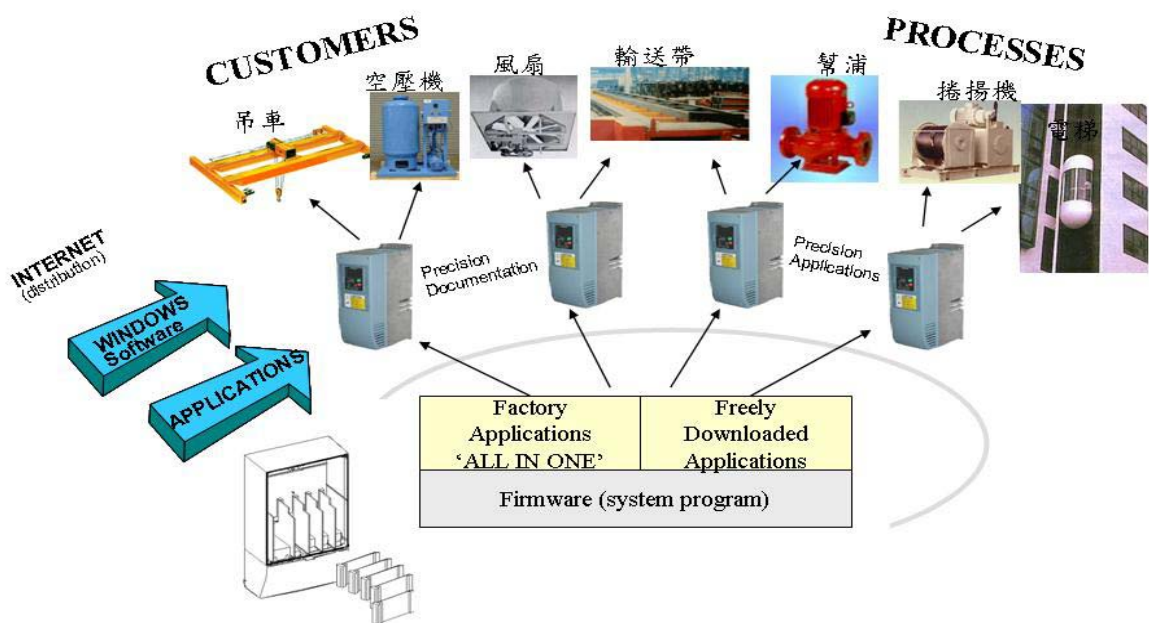 CUSTOMERS
PROCESSES
吊車
空壓機
風扇
輸送帶
幫浦
捲揚機
電梯
INTERNET
(distribution)
WINDOWS
Software
APPLICATIONS
Precision
Documentation
Precision
Applications
Factory
Applications
‘ALL IN ONE’
Freely
Downloaded
Applications
Firmware (system program)